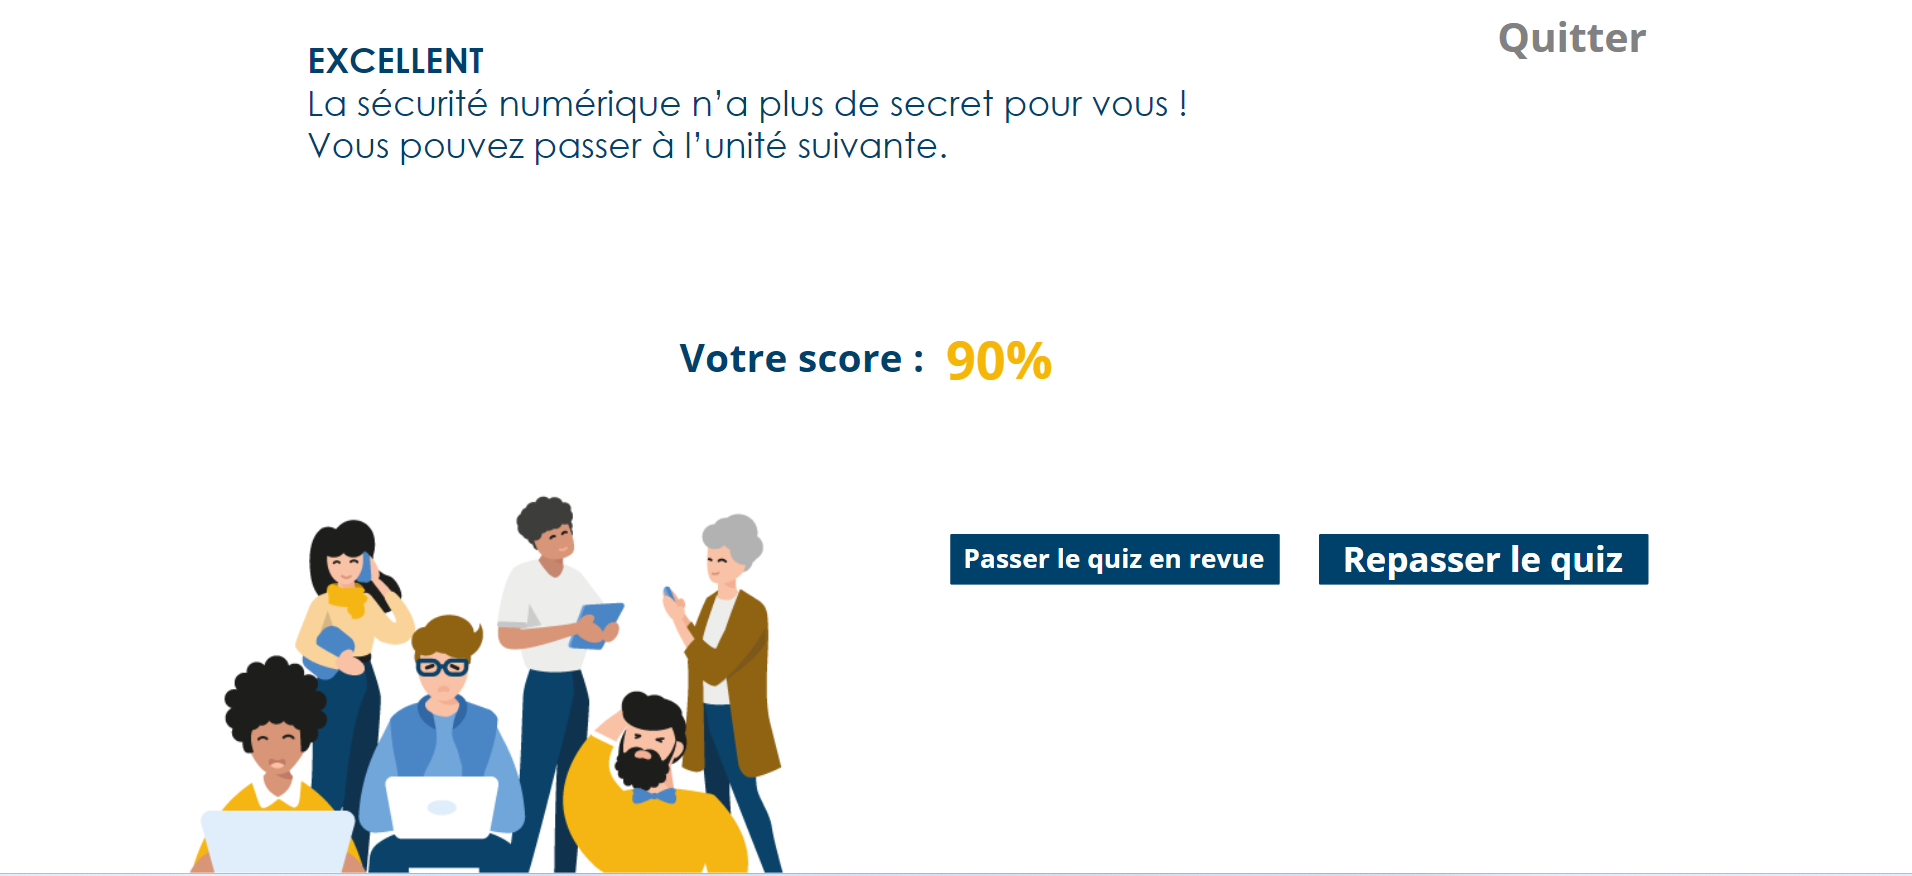 Quitter
EXCELLENT
La sécurité numérique n’a plus de secret pour vous !
Vous pouvez passer à l’unité suivante.
Votre score : 90%
Passer le quiz en revue
Repasser le quiz